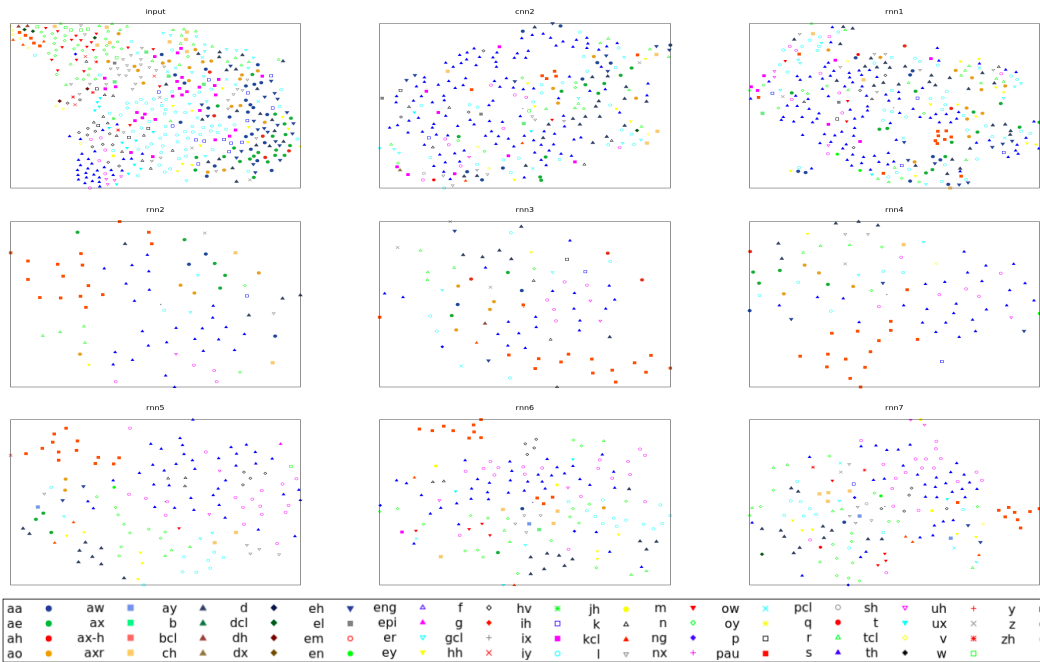 input cnn2 rnn1
rnn2 rnn3 rnn4
rnn5 rnn6 rnn7
aa aw ay d eh eng f hv jh m ow pcl sh uh y
ae ax b dcl el epi g ih k n oy q t ux z
ah ax-h bcl dh em er gcl ix kcl ng p r tcl v zh
ao axr ch dx en ey hh iy l nx pau s th w